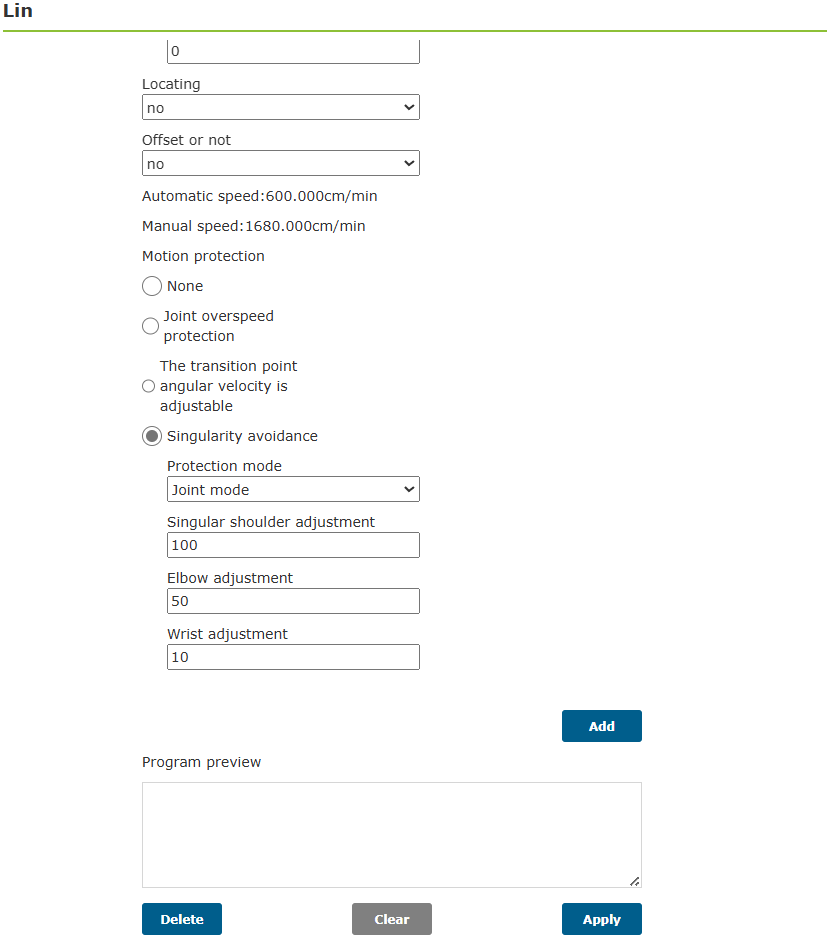 Lin
0
Locating
no
Offset or not
no
Automatic speed:600.000cm/min
Manual speed:1680.000cm/min
Motion protection
None
Joint overspeed
protection
The transition point
angular velocity is
adjustable
Singularity avoidance
Protection mode
Joint mode
Singular shoulder adjustment
100
Elbow adjustment
50
Wrist adjustment
10
Add
Program preview
Delete
Clear
Apply